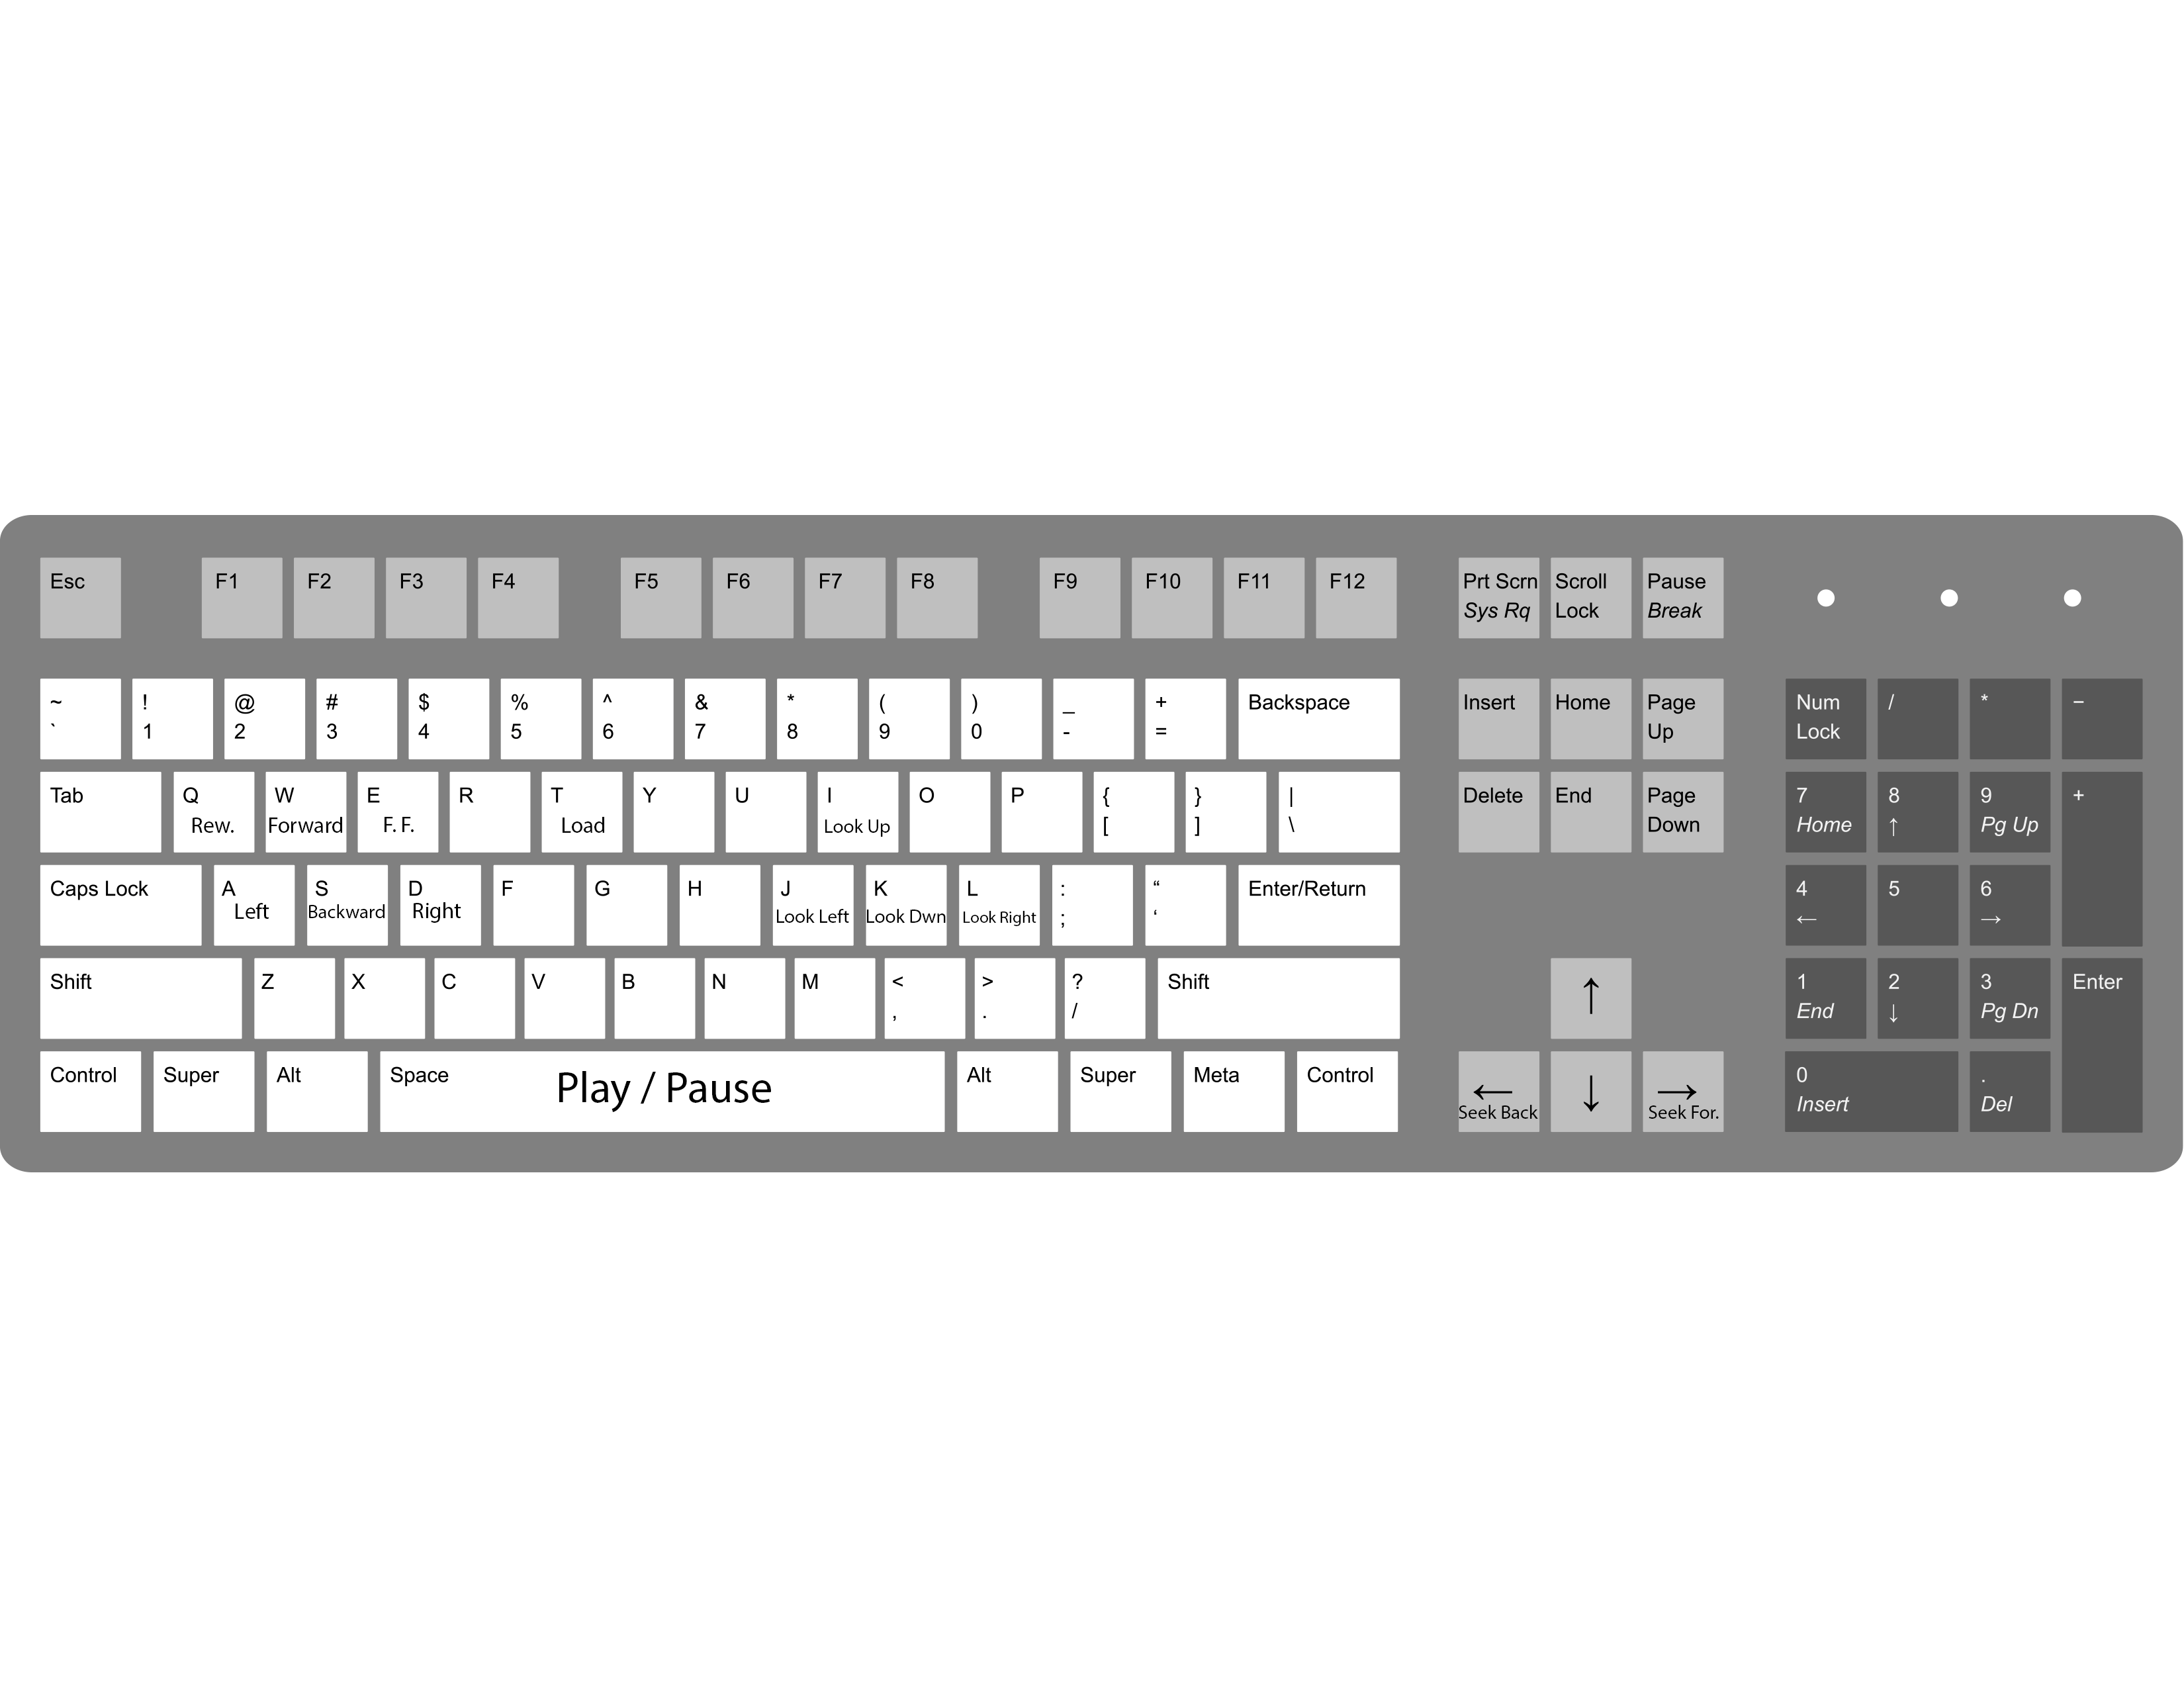 Esc F1 F2 F3 F4 F5 F6 F7 F8 F9 F10 F11 F12 Prt Scrn Scroll Pause
Sys Rq Lock Break
~ ! @ # $ % ^ & * ( ) _ + Backspace Insert Home Page Num / * −
` 1 2 3 4 5 6 7 8 9 0 - = Up Lock
Tab Q W E R T Y U I O P { } | Delete End Page 7 8 9 +
Rew. Forward F. F. Load Look Up [ ] \ Down Home ↑ Pg Up
Caps Lock A S D F G H J K L : “ Enter/Return 4 5 6
Left Backward Right Look Left Look Dwn Look Right ; ‘ ← →
Shift Z X C V B N M < > ? Shift ↑ 1 2 3 Enter
, . / End ↓ Pg Dn
Control Super Alt Space Play / Pause Alt Super Meta Control ← ↓ → 0 .
Seek Back Seek For. Insert Del